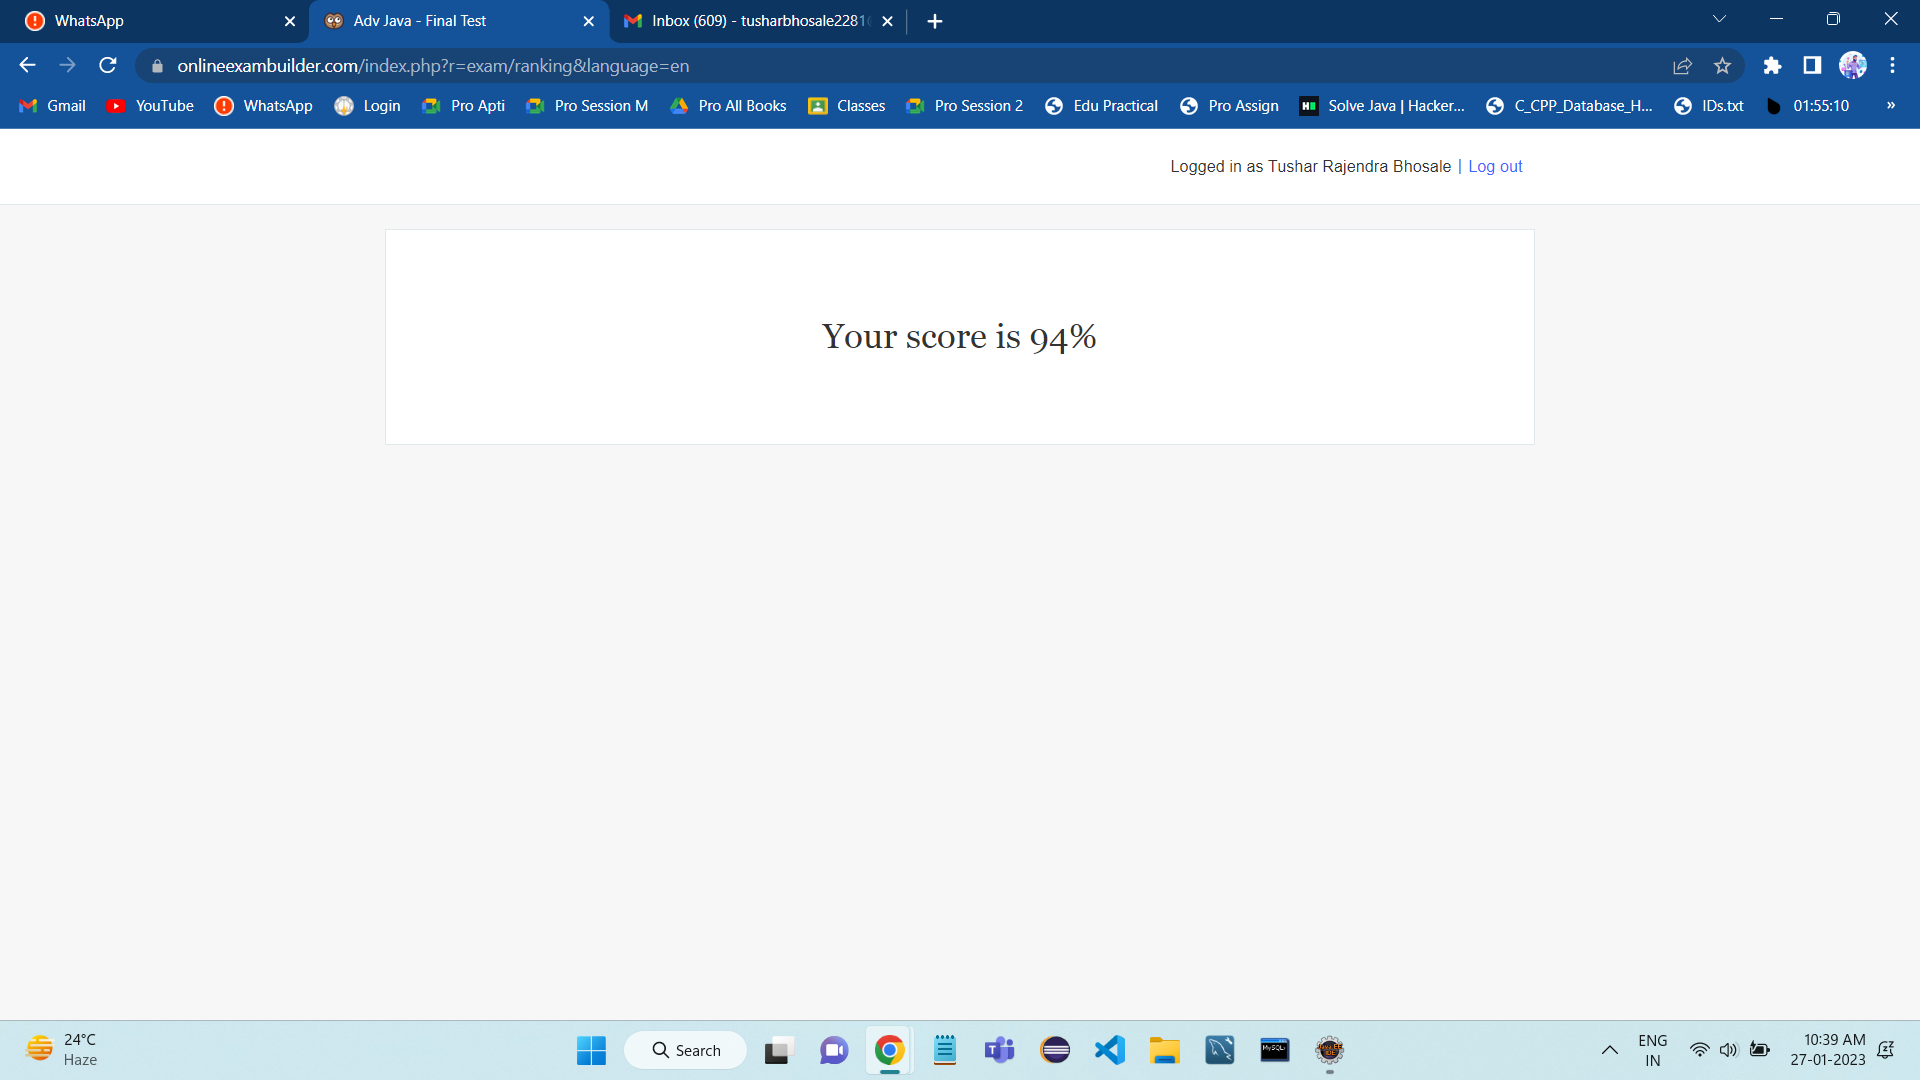 WhatsApp
Adv Java - Final Test
Inbox (609) - tusharbhosale2281
onlineexambuilder.com/index.php?r=exam/ranking&language=en
Gmail
YouTube
WhatsApp
Login
Pro Apti
Pro Session M
Pro All Books
Classes
Pro Session 2
Edu Practical
Pro Assign
Solve Java | Hacker...
C_CPP_Database_H...
IDs.txt
01:55:10
»
Logged in as Tushar Rajendra Bhosale | Log out
Your score is 94%
24°C
Haze
Search
ENG
IN
10:39 AM
27-01-2023